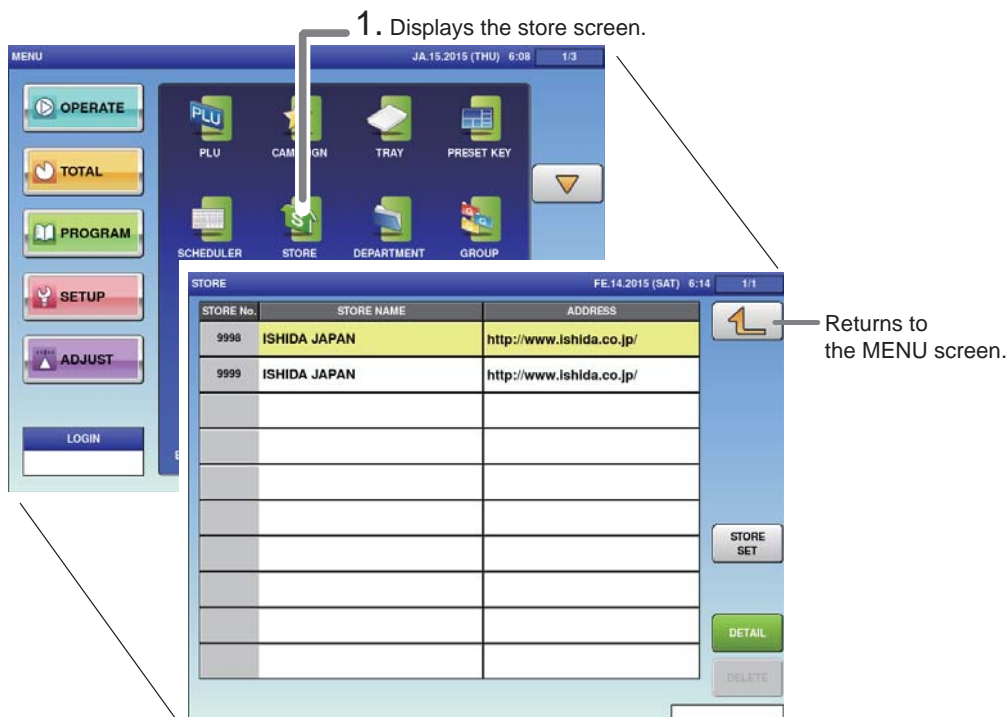 1. Displays the store screen.
MENU JA.15.2015 (THU) 6:08 1/3
OPERATE
PLU CAMPAIGN TRAY PRESET KEY
TOTAL
PROGRAM
SCHEDULER STORE DEPARTMENT GROUP
SETUP
ADJUST
LOGIN
STORE FE.14.2015 (SAT) 6:14 1/1
STORE No. STORE NAME ADDRESS
9998 ISHIDA JAPAN http://www.ishida.co.jp/
9999 ISHIDA JAPAN http://www.ishida.co.jp/
Returns to
the MENU screen.
STORE
SET
DETAIL
DELETE